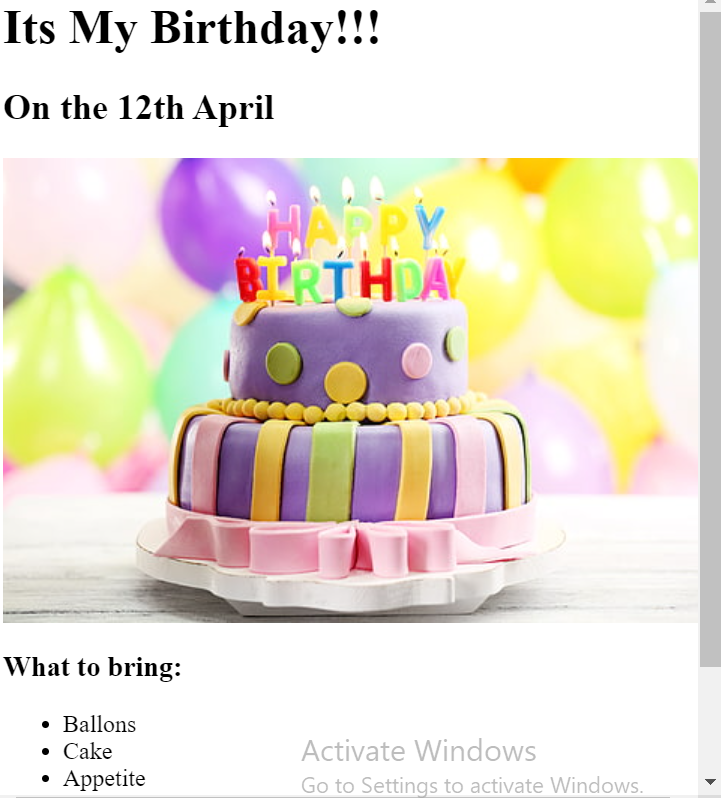 Its My Birthday!!!
On the 12th April
HAPPY
BIRTHDAY
What to bring:
Ballons
Cake
Appetite
Activate Windows
Go to Settings to activate Windows.